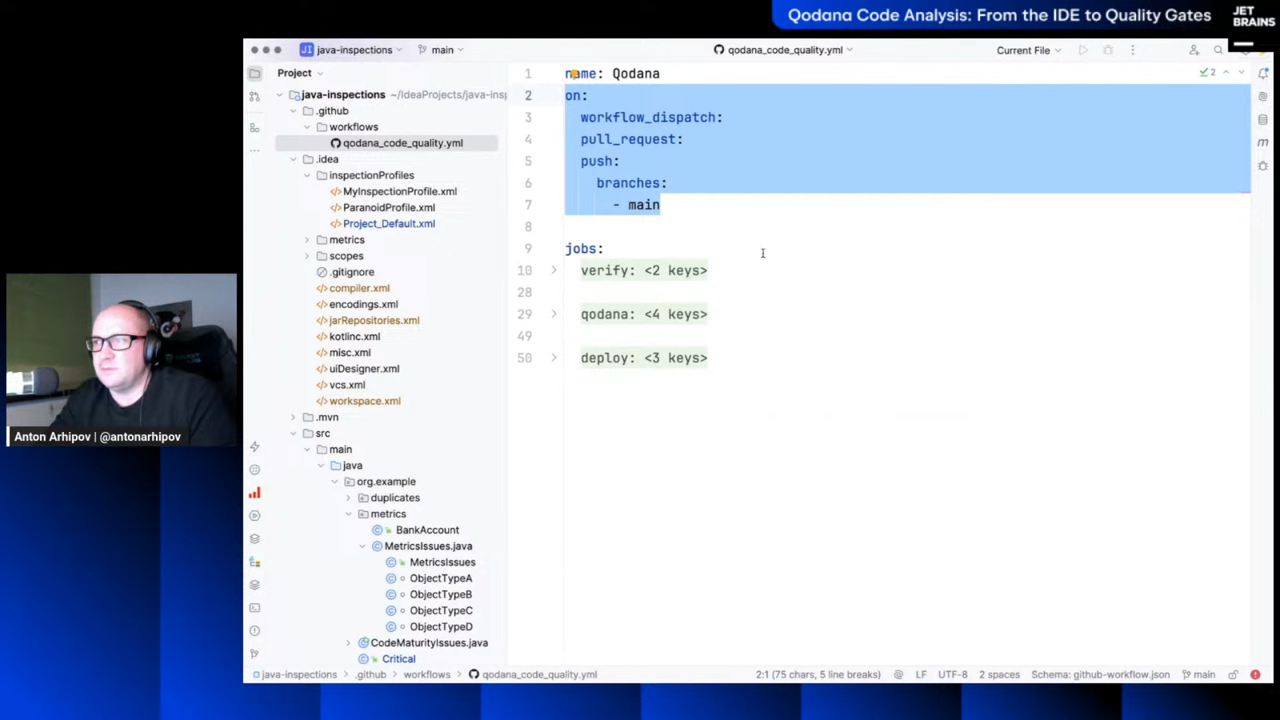 Qodana Code Analysis: From the IDE to Quality Gates
JET
BRAINS
JI java-inspections
main
qodana_code_quality.yml
Current File
Project
java-inspections ~/IdeaProjects/java-insp
.github
workflows
qodana_code_quality.yml
.idea
inspectionProfiles
MyInspectionProfile.xml
ParanoidProfile.xml
Project_Default.xml
metrics
scopes
.gitignore
compiler.xml
encodings.xml
jarRepositories.xml
kotlinc.xml
misc.xml
uiDesigner.xml
vcs.xml
workspace.xml
.mvn
src
main
java
org.example
duplicates
metrics
BankAccount
MetricsIssues.java
MetricsIssues
ObjectTypeA
ObjectTypeB
ObjectTypeC
ObjectTypeD
CodeMaturityIssues.java
Critical
1 name: Qodana
2 on:
3 workflow_dispatch:
4 pull_request:
5 push:
6 branches:
7 - main
8
9 jobs:
10 verify: <2 keys>
28
29 qodana: <4 keys>
49
50 deploy: <3 keys>
2
m
Anton Arhipov | @antonarhipov
java-inspections > .github > workflows > qodana_code_quality.yml
2:1 (75 chars, 5 line breaks)
LF
UTF-8
2 spaces
Schema: github-workflow.json
main